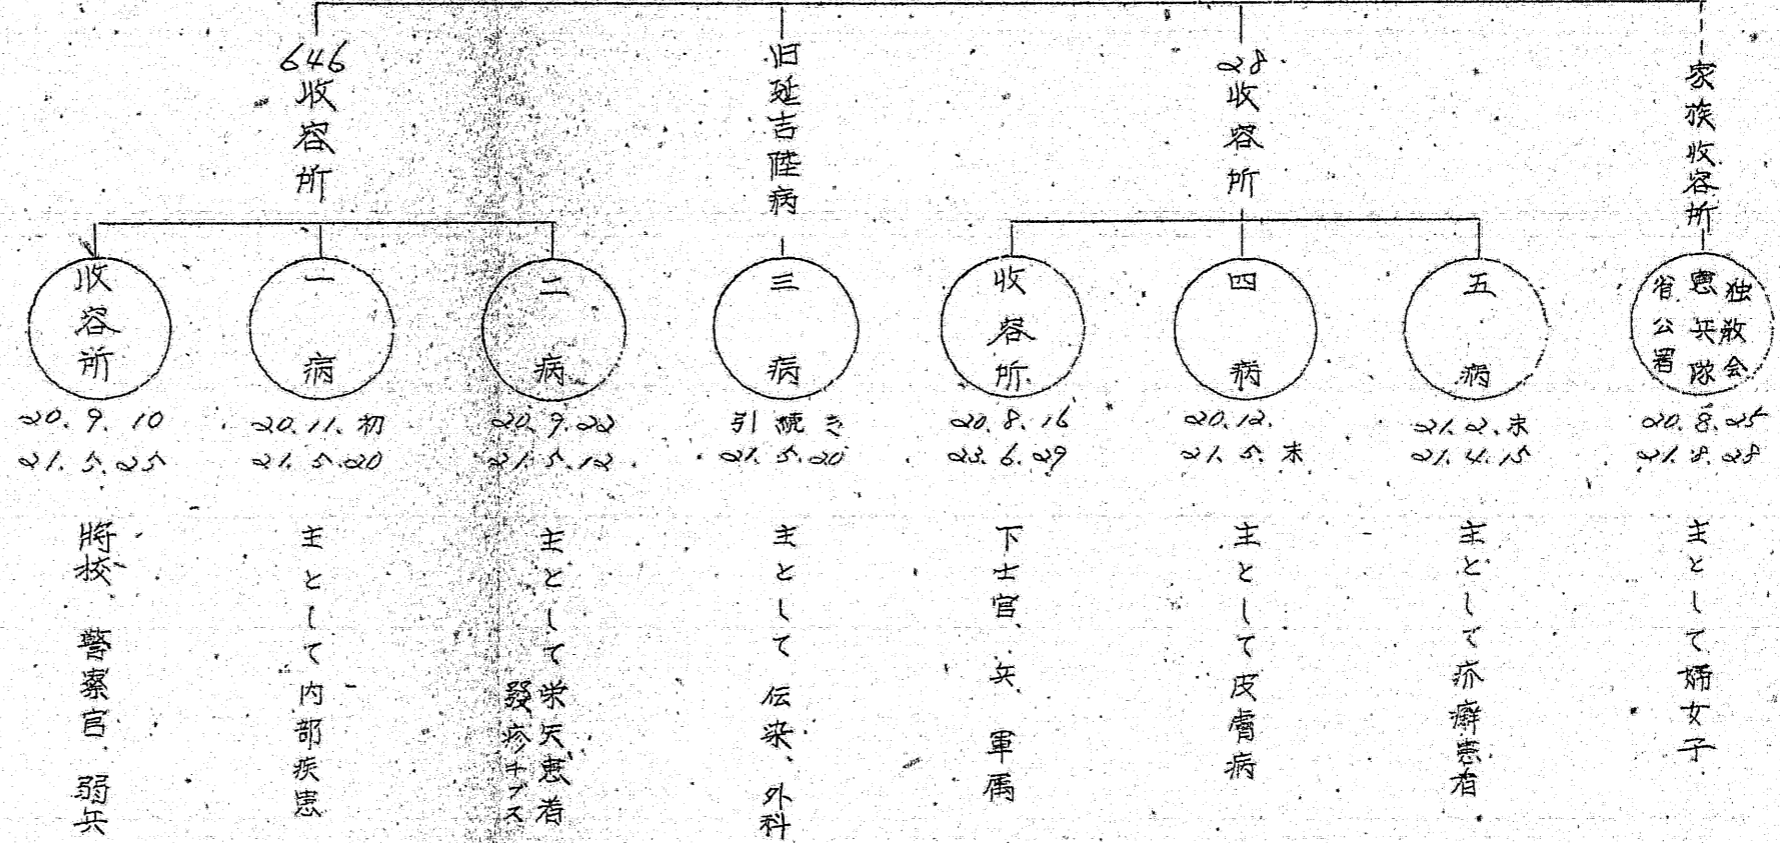 646収容所
旧延吉陸病
28収容所
家族収容所
収容所
20.9.10
21.5.25
将校 警察官 弱兵
一病
20.11.初
21.5.20
主として内部疾患
二病
20.9.22
21.5.12
主として栄失患者
發疹チブス
三病
引続き
21.5.20
主として伝染、外科
収容所
20.8.16
23.6.29
下士官、兵 軍属
四病
20.12.
21.5.末
主として皮膚病
五病
21.2.末
21.4.15
主として疥癬患者
独教会
憲兵隊
省公署
20.8.25
21.8.28
主として婦女子